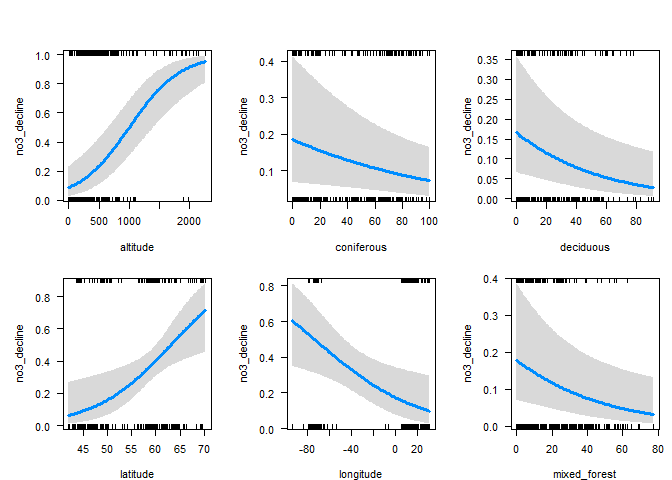 no3_decline
1.0
0.8
0.6
0.4
0.2
0.0
0 500 1000 2000
altitude
no3_decline
0.4
0.3
0.2
0.1
0 20 40 60 80 100
coniferous
no3_decline
0.35
0.30
0.25
0.20
0.15
0.10
0.05
0.00
0 20 40 60 80
deciduous
no3_decline
0.8
0.6
0.4
0.2
0.0
45 50 55 60 65 70
latitude
no3_decline
0.8
0.6
0.4
0.2
0.0
-80 -40 0 20
longitude
no3_decline
0.4
0.3
0.2
0.1
0.0
0 20 40 60 80
mixed_forest